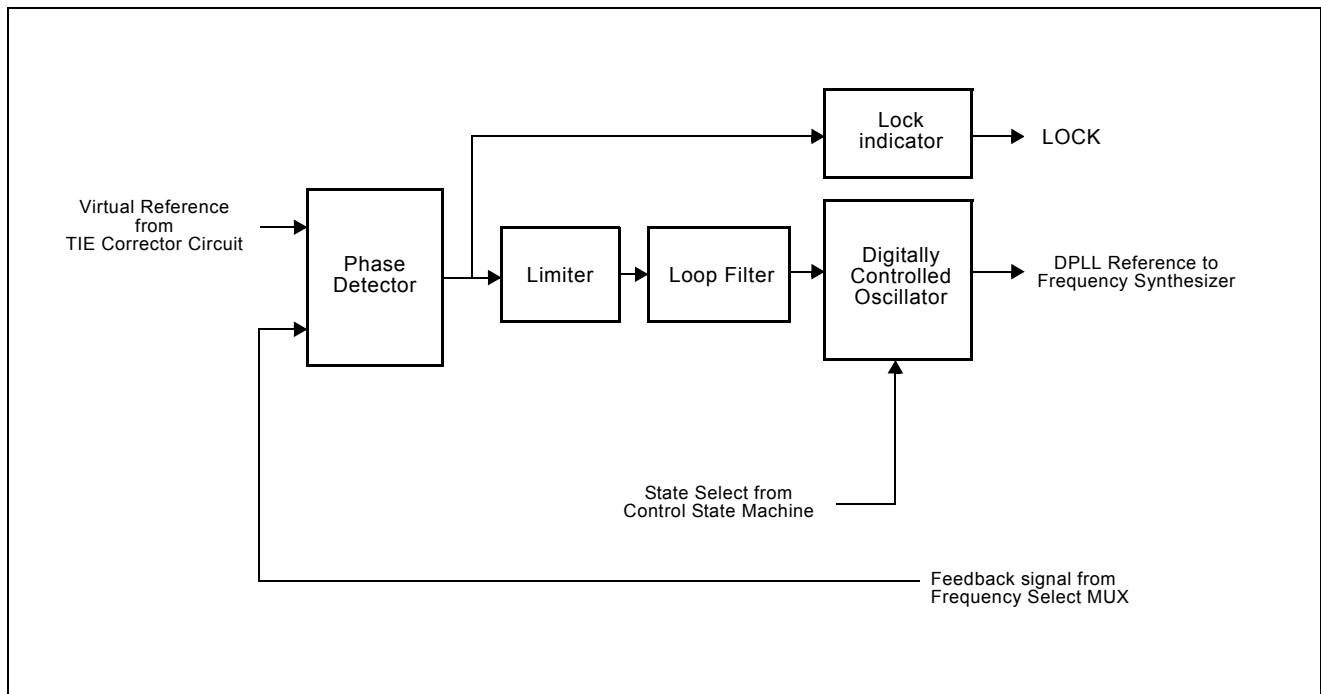 Lock
indicator
LOCK
Virtual Reference
from
TIE Corrector Circuit
Phase
Detector
Limiter
Loop Filter
Digitally
Controlled
Oscillator
DPLL Reference to
Frequency Synthesizer
State Select from
Control State Machine
Feedback signal from
Frequency Select MUX